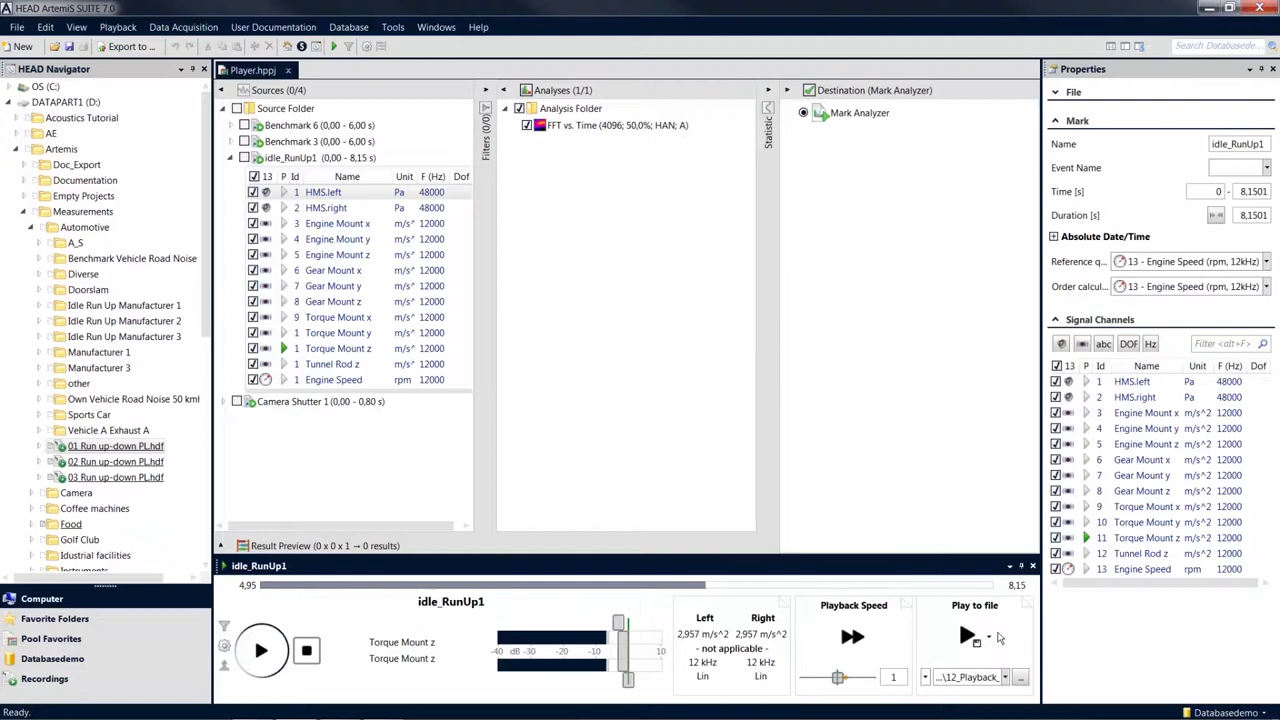 HEAD ArtemiS SUITE 7.0
File Edit View Playback Data Acquisition User Documentation Database Tools Windows Help
New Export to ... Search Databasedemo
HEAD Navigator
OS (C:)
DATAPART1 (D:)
Acoustics Tutorial
AE
Artemis
Doc_Export
Documentation
Empty Projects
Measurements
Automotive
A_S
Benchmark Vehicle Road Noise
Diverse
Doorslam
Idle Run Up Manufacturer 1
Idle Run Up Manufacturer 2
Idle Run Up Manufacturer 3
Manufacturer 1
Manufacturer 3
other
Own Vehicle Road Noise 50 kmł
Sports Car
Vehicle A Exhaust A
01 Run up-down PL.hdf
02 Run up-down PL.hdf
03 Run up-down PL.hdf
Camera
Coffee machines
Food
Golf Club
Idustrial facilities
Instruments
Computer
Favorite Folders
Pool Favorites
Databasedemo
Recordings
Ready.
Player.hppj
Sources (0/4)
Source Folder
Benchmark 6 (0,00 - 6,00 s)
Benchmark 3 (0,00 - 6,00 s)
idle_RunUp1 (0,00 - 8,15 s)
13 P Id Name Unit F (Hz) Dof
1 HMS.left Pa 48000
2 HMS.right Pa 48000
3 Engine Mount x m/s^ 12000
4 Engine Mount y m/s^ 12000
5 Engine Mount z m/s^ 12000
6 Gear Mount x m/s^ 12000
7 Gear Mount y m/s^ 12000
8 Gear Mount z m/s^ 12000
9 Torque Mount x m/s^ 12000
1 Torque Mount y m/s^ 12000
1 Torque Mount z m/s^ 12000
1 Tunnel Rod z m/s^ 12000
1 Engine Speed rpm 12000
Camera Shutter 1 (0,00 - 0,80 s)
Filters (0/0)
Analyses (1/1)
Analysis Folder
FFT vs. Time (4096; 50,0%; HAN; A)
Statistic
Destination (Mark Analyzer)
Mark Analyzer
Result Preview (0 x 0 x 1 → 0 results)
idle_RunUp1
4,95 8,15
idle_RunUp1
Torque Mount z
Torque Mount z
-40 dB -30 -20 -10 10
Left Right
2,957 m/s^2 2,957 m/s^2
- not applicable -
12 kHz 12 kHz
Lin Lin
Playback Speed
1
Play to file
...\12_Playback_
...
Properties
File
Mark
Name idle_RunUp1
Event Name
Time [s] 0 - 8,1501
Duration [s] 8,1501
Absolute Date/Time
Reference q... 13 - Engine Speed (rpm, 12kHz)
Order calcul... 13 - Engine Speed (rpm, 12kHz)
Signal Channels
abc DOF Hz Filter <alt+F>
13 P Id Name Unit F (Hz) Dof
1 HMS.left Pa 48000
2 HMS.right Pa 48000
3 Engine Mount x m/s^2 12000
4 Engine Mount y m/s^2 12000
5 Engine Mount z m/s^2 12000
6 Gear Mount x m/s^2 12000
7 Gear Mount y m/s^2 12000
8 Gear Mount z m/s^2 12000
9 Torque Mount x m/s^2 12000
10 Torque Mount y m/s^2 12000
11 Torque Mount z m/s^2 12000
12 Tunnel Rod z m/s^2 12000
13 Engine Speed rpm 12000
Databasedemo